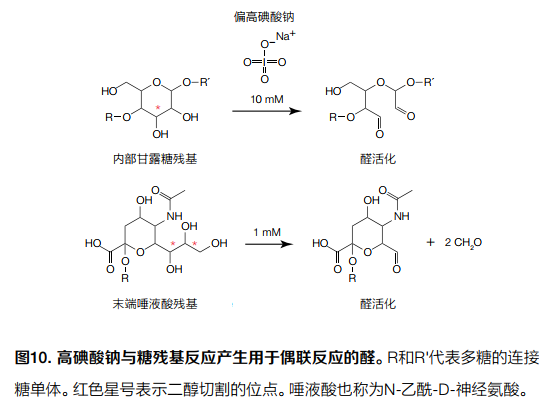 偏高碘酸钠
Na⁺
O
O=I=O
O
10 mM
HO
O
O-R′
R-O
OH
OH
*
内部甘露糖残基
HO
O
O-R′
R-O
O
O
醛活化
O
OH
NH
OH
HO
O
O
O
R
* *
OH
OH
末端唾液酸残基
1 mM
O
OH
NH
HO
O
O
O
O
R
醛活化
+ 2 CH₂O
图10. 高碘酸钠与糖残基反应产生用于偶联反应的醛。R和R'代表多糖的连接
糖单体。红色星号表示二醇切割的位点。唾液酸也称为N-乙酰-D-神经氨酸。